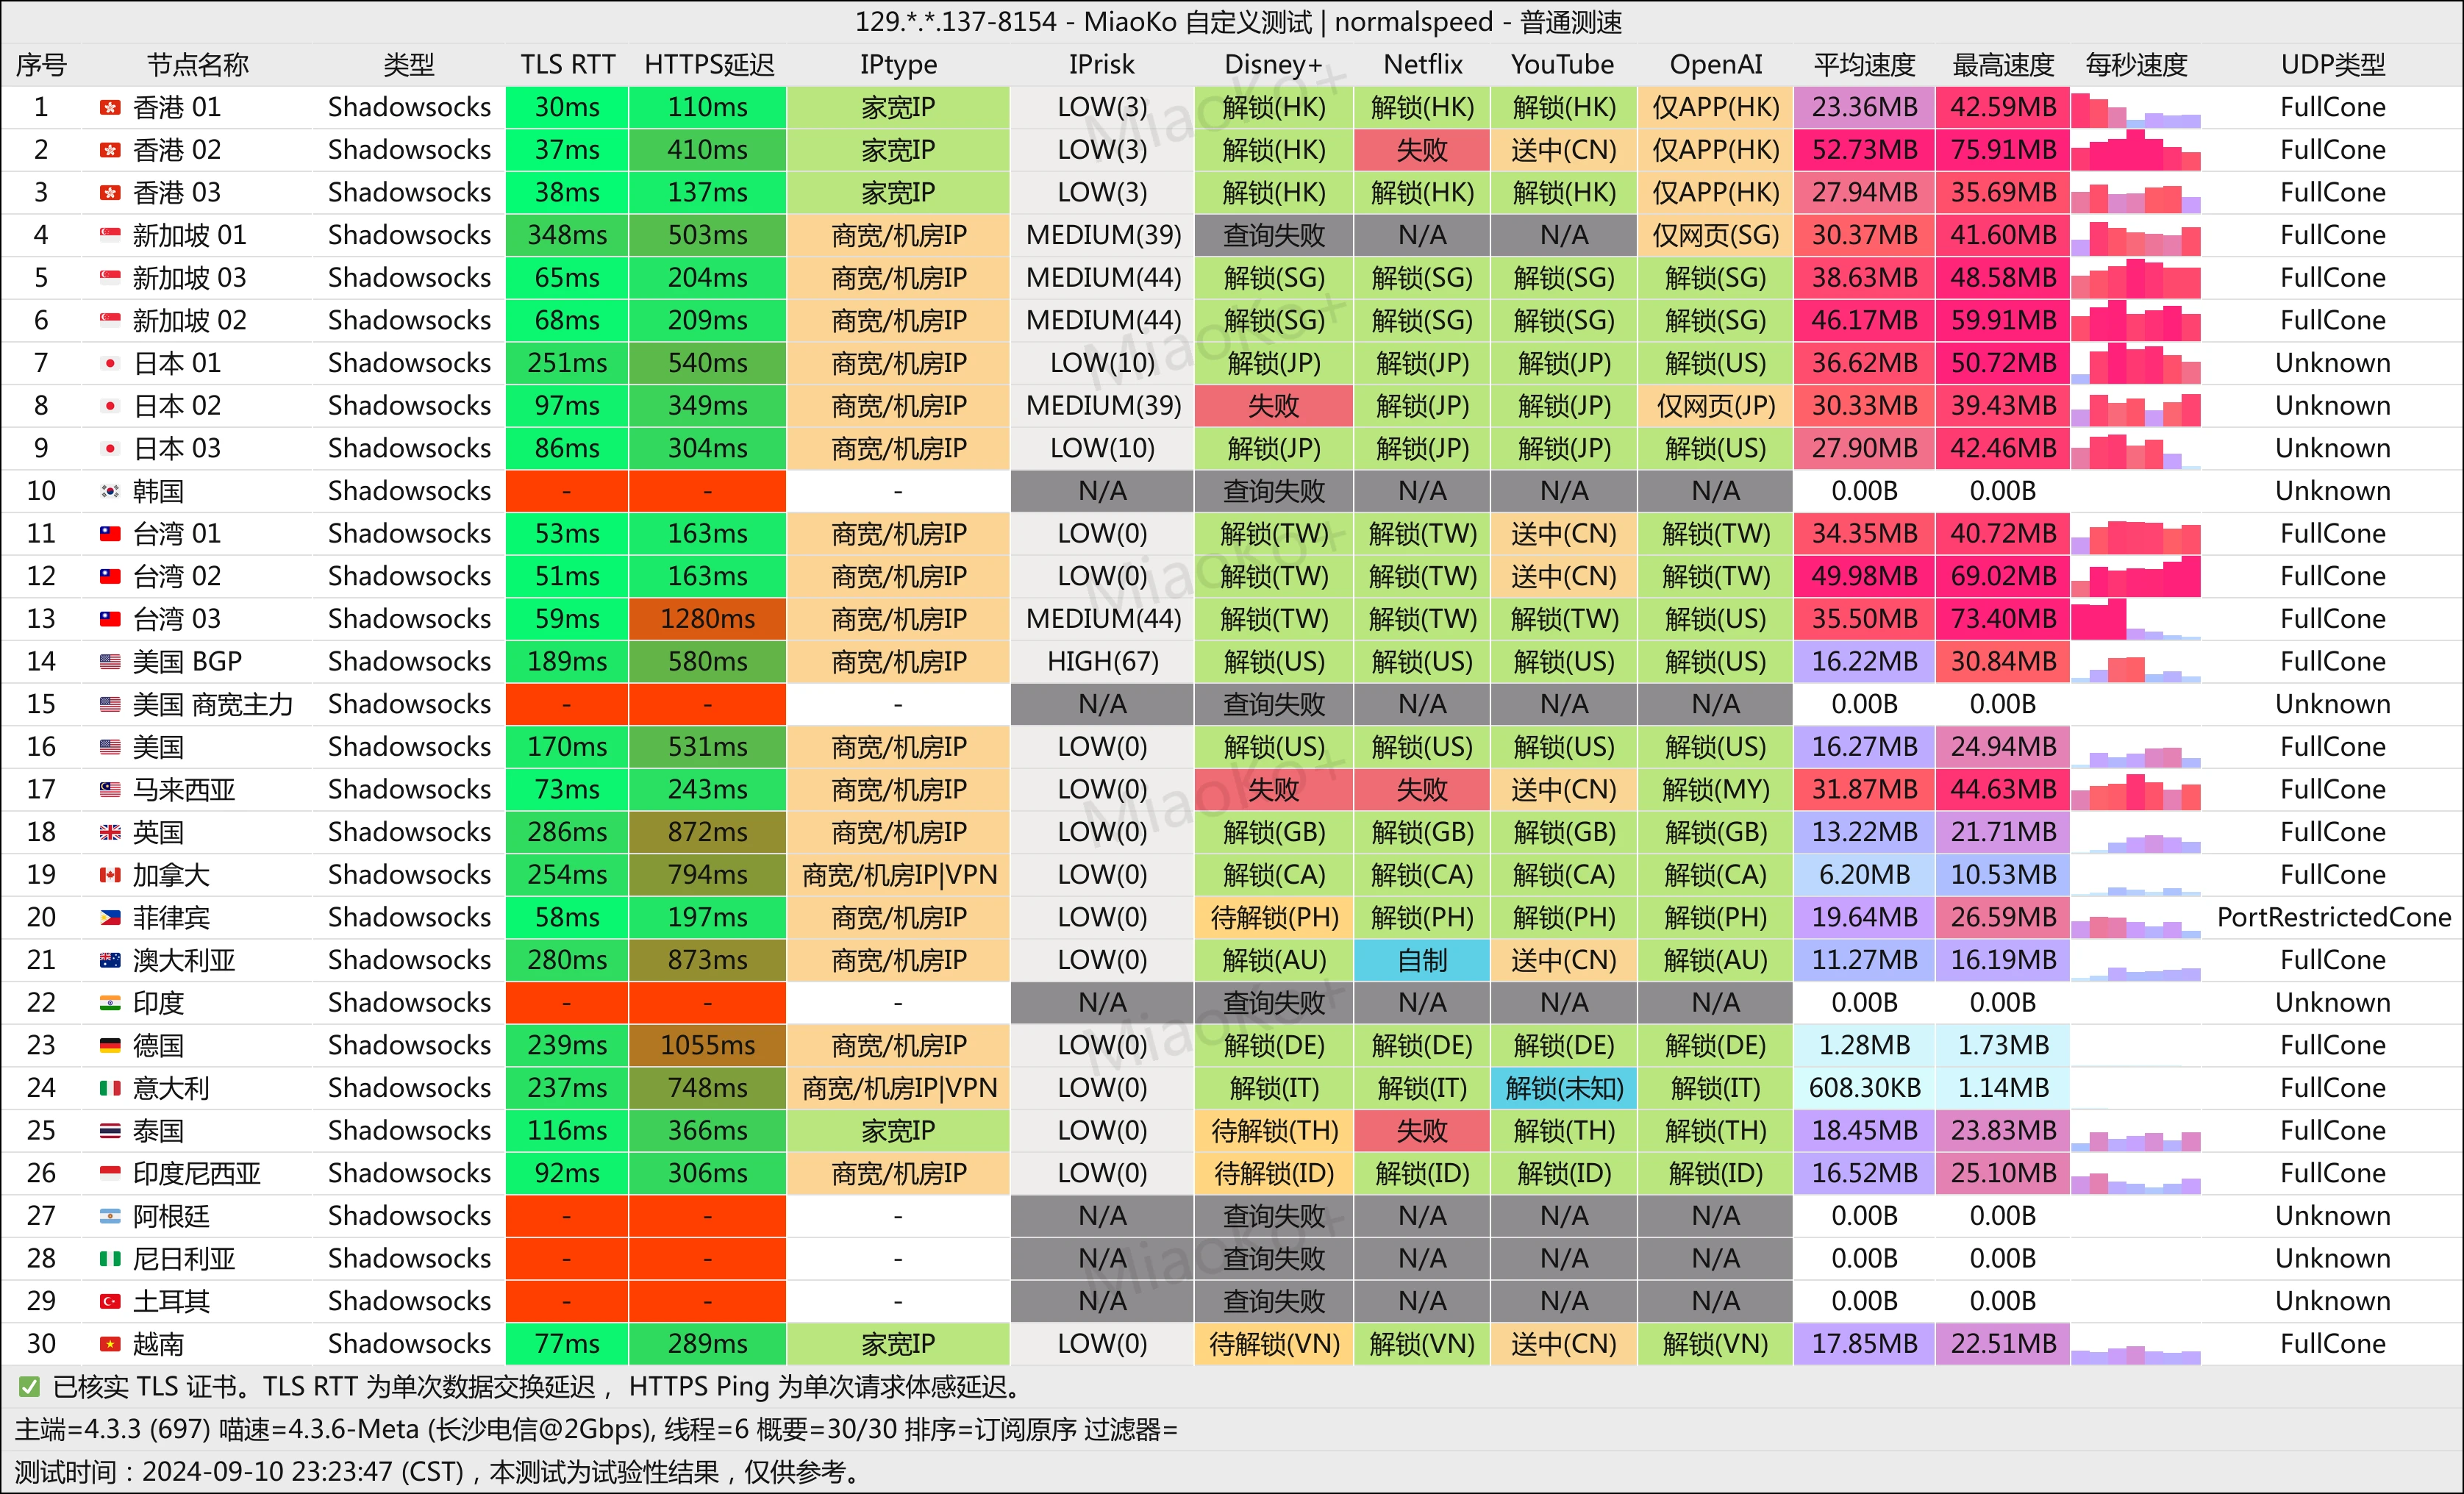 129.*.*.137-8154 - MiaoKo 自定义测试 | normalspeed - 普通测速
序号 节点名称 类型 TLS RTT HTTPS延迟 IPtype IPrisk Disney+ Netflix YouTube OpenAI 平均速度 最高速度 每秒速度 UDP类型
1 香港 01 Shadowsocks 30ms 110ms 家宽IP LOW(3) 解锁(HK) 解锁(HK) 解锁(HK) 仅APP(HK) 23.36MB 42.59MB FullCone
2 香港 02 Shadowsocks 37ms 410ms 家宽IP LOW(3) 解锁(HK) 失败 送中(CN) 仅APP(HK) 52.73MB 75.91MB FullCone
3 香港 03 Shadowsocks 38ms 137ms 家宽IP LOW(3) 解锁(HK) 解锁(HK) 解锁(HK) 仅APP(HK) 27.94MB 35.69MB FullCone
4 新加坡 01 Shadowsocks 348ms 503ms 商宽/机房IP MEDIUM(39) 查询失败 N/A N/A 仅网页(SG) 30.37MB 41.60MB FullCone
5 新加坡 03 Shadowsocks 65ms 204ms 商宽/机房IP MEDIUM(44) 解锁(SG) 解锁(SG) 解锁(SG) 解锁(SG) 38.63MB 48.58MB FullCone
6 新加坡 02 Shadowsocks 68ms 209ms 商宽/机房IP MEDIUM(44) 解锁(SG) 解锁(SG) 解锁(SG) 解锁(SG) 46.17MB 59.91MB FullCone
7 日本 01 Shadowsocks 251ms 540ms 商宽/机房IP LOW(10) 解锁(JP) 解锁(JP) 解锁(JP) 解锁(US) 36.62MB 50.72MB Unknown
8 日本 02 Shadowsocks 97ms 349ms 商宽/机房IP MEDIUM(39) 失败 解锁(JP) 解锁(JP) 仅网页(JP) 30.33MB 39.43MB Unknown
9 日本 03 Shadowsocks 86ms 304ms 商宽/机房IP LOW(10) 解锁(JP) 解锁(JP) 解锁(JP) 解锁(US) 27.90MB 42.46MB Unknown
10 韩国 Shadowsocks - - - N/A 查询失败 N/A N/A N/A 0.00B 0.00B Unknown
11 台湾 01 Shadowsocks 53ms 163ms 商宽/机房IP LOW(0) 解锁(TW) 解锁(TW) 送中(CN) 解锁(TW) 34.35MB 40.72MB FullCone
12 台湾 02 Shadowsocks 51ms 163ms 商宽/机房IP LOW(0) 解锁(TW) 解锁(TW) 送中(CN) 解锁(TW) 49.98MB 69.02MB FullCone
13 台湾 03 Shadowsocks 59ms 1280ms 商宽/机房IP MEDIUM(44) 解锁(TW) 解锁(TW) 解锁(TW) 解锁(US) 35.50MB 73.40MB FullCone
14 美国 BGP Shadowsocks 189ms 580ms 商宽/机房IP HIGH(67) 解锁(US) 解锁(US) 解锁(US) 解锁(US) 16.22MB 30.84MB FullCone
15 美国 商宽主力 Shadowsocks - - - N/A 查询失败 N/A N/A N/A 0.00B 0.00B Unknown
16 美国 Shadowsocks 170ms 531ms 商宽/机房IP LOW(0) 解锁(US) 解锁(US) 解锁(US) 解锁(US) 16.27MB 24.94MB FullCone
17 马来西亚 Shadowsocks 73ms 243ms 商宽/机房IP LOW(0) 失败 失败 送中(CN) 解锁(MY) 31.87MB 44.63MB FullCone
18 英国 Shadowsocks 286ms 872ms 商宽/机房IP LOW(0) 解锁(GB) 解锁(GB) 解锁(GB) 解锁(GB) 13.22MB 21.71MB FullCone
19 加拿大 Shadowsocks 254ms 794ms 商宽/机房IP|VPN LOW(0) 解锁(CA) 解锁(CA) 解锁(CA) 解锁(CA) 6.20MB 10.53MB FullCone
20 菲律宾 Shadowsocks 58ms 197ms 商宽/机房IP LOW(0) 待解锁(PH) 解锁(PH) 解锁(PH) 解锁(PH) 19.64MB 26.59MB PortRestrictedCone
21 澳大利亚 Shadowsocks 280ms 873ms 商宽/机房IP LOW(0) 解锁(AU) 自制 送中(CN) 解锁(AU) 11.27MB 16.19MB FullCone
22 印度 Shadowsocks - - - N/A 查询失败 N/A N/A N/A 0.00B 0.00B Unknown
23 德国 Shadowsocks 239ms 1055ms 商宽/机房IP LOW(0) 解锁(DE) 解锁(DE) 解锁(DE) 解锁(DE) 1.28MB 1.73MB FullCone
24 意大利 Shadowsocks 237ms 748ms 商宽/机房IP|VPN LOW(0) 解锁(IT) 解锁(IT) 解锁(未知) 解锁(IT) 608.30KB 1.14MB FullCone
25 泰国 Shadowsocks 116ms 366ms 家宽IP LOW(0) 待解锁(TH) 失败 解锁(TH) 解锁(TH) 18.45MB 23.83MB FullCone
26 印度尼西亚 Shadowsocks 92ms 306ms 商宽/机房IP LOW(0) 待解锁(ID) 解锁(ID) 解锁(ID) 解锁(ID) 16.52MB 25.10MB FullCone
27 阿根廷 Shadowsocks - - - N/A 查询失败 N/A N/A N/A 0.00B 0.00B Unknown
28 尼日利亚 Shadowsocks - - - N/A 查询失败 N/A N/A N/A 0.00B 0.00B Unknown
29 土耳其 Shadowsocks - - - N/A 查询失败 N/A N/A N/A 0.00B 0.00B Unknown
30 越南 Shadowsocks 77ms 289ms 家宽IP LOW(0) 待解锁(VN) 解锁(VN) 送中(CN) 解锁(VN) 17.85MB 22.51MB FullCone
✅ 已核实 TLS 证书。TLS RTT 为单次数据交换延迟， HTTPS Ping 为单次请求体感延迟。
主端=4.3.3 (697) 喵速=4.3.6-Meta (长沙电信@2Gbps), 线程=6 概要=30/30 排序=订阅原序 过滤器=
测试时间：2024-09-10 23:23:47 (CST)，本测试为试验性结果，仅供参考。
MiaoKo+
MiaoKo+
MiaoKo+
MiaoKo+
MiaoKo+
MiaoKo+